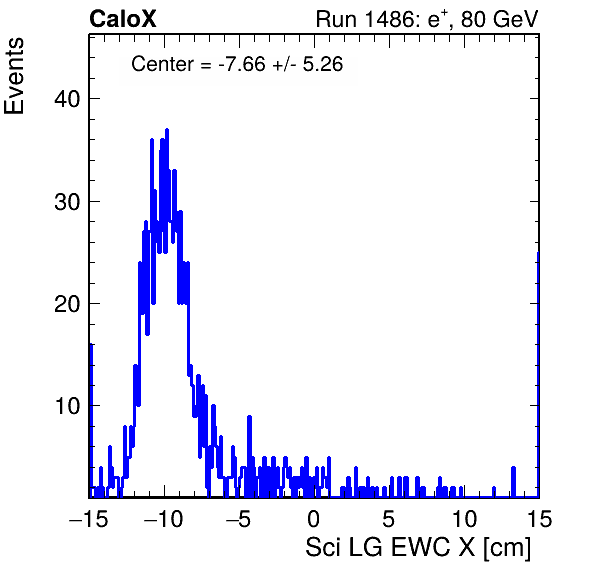 CaloX Run 1486: e+, 80 GeV
Center = -7.66 +/- 5.26
Events
40
30
20
10
−15 −10 −5 0 5 10 15
Sci LG EWC X [cm]